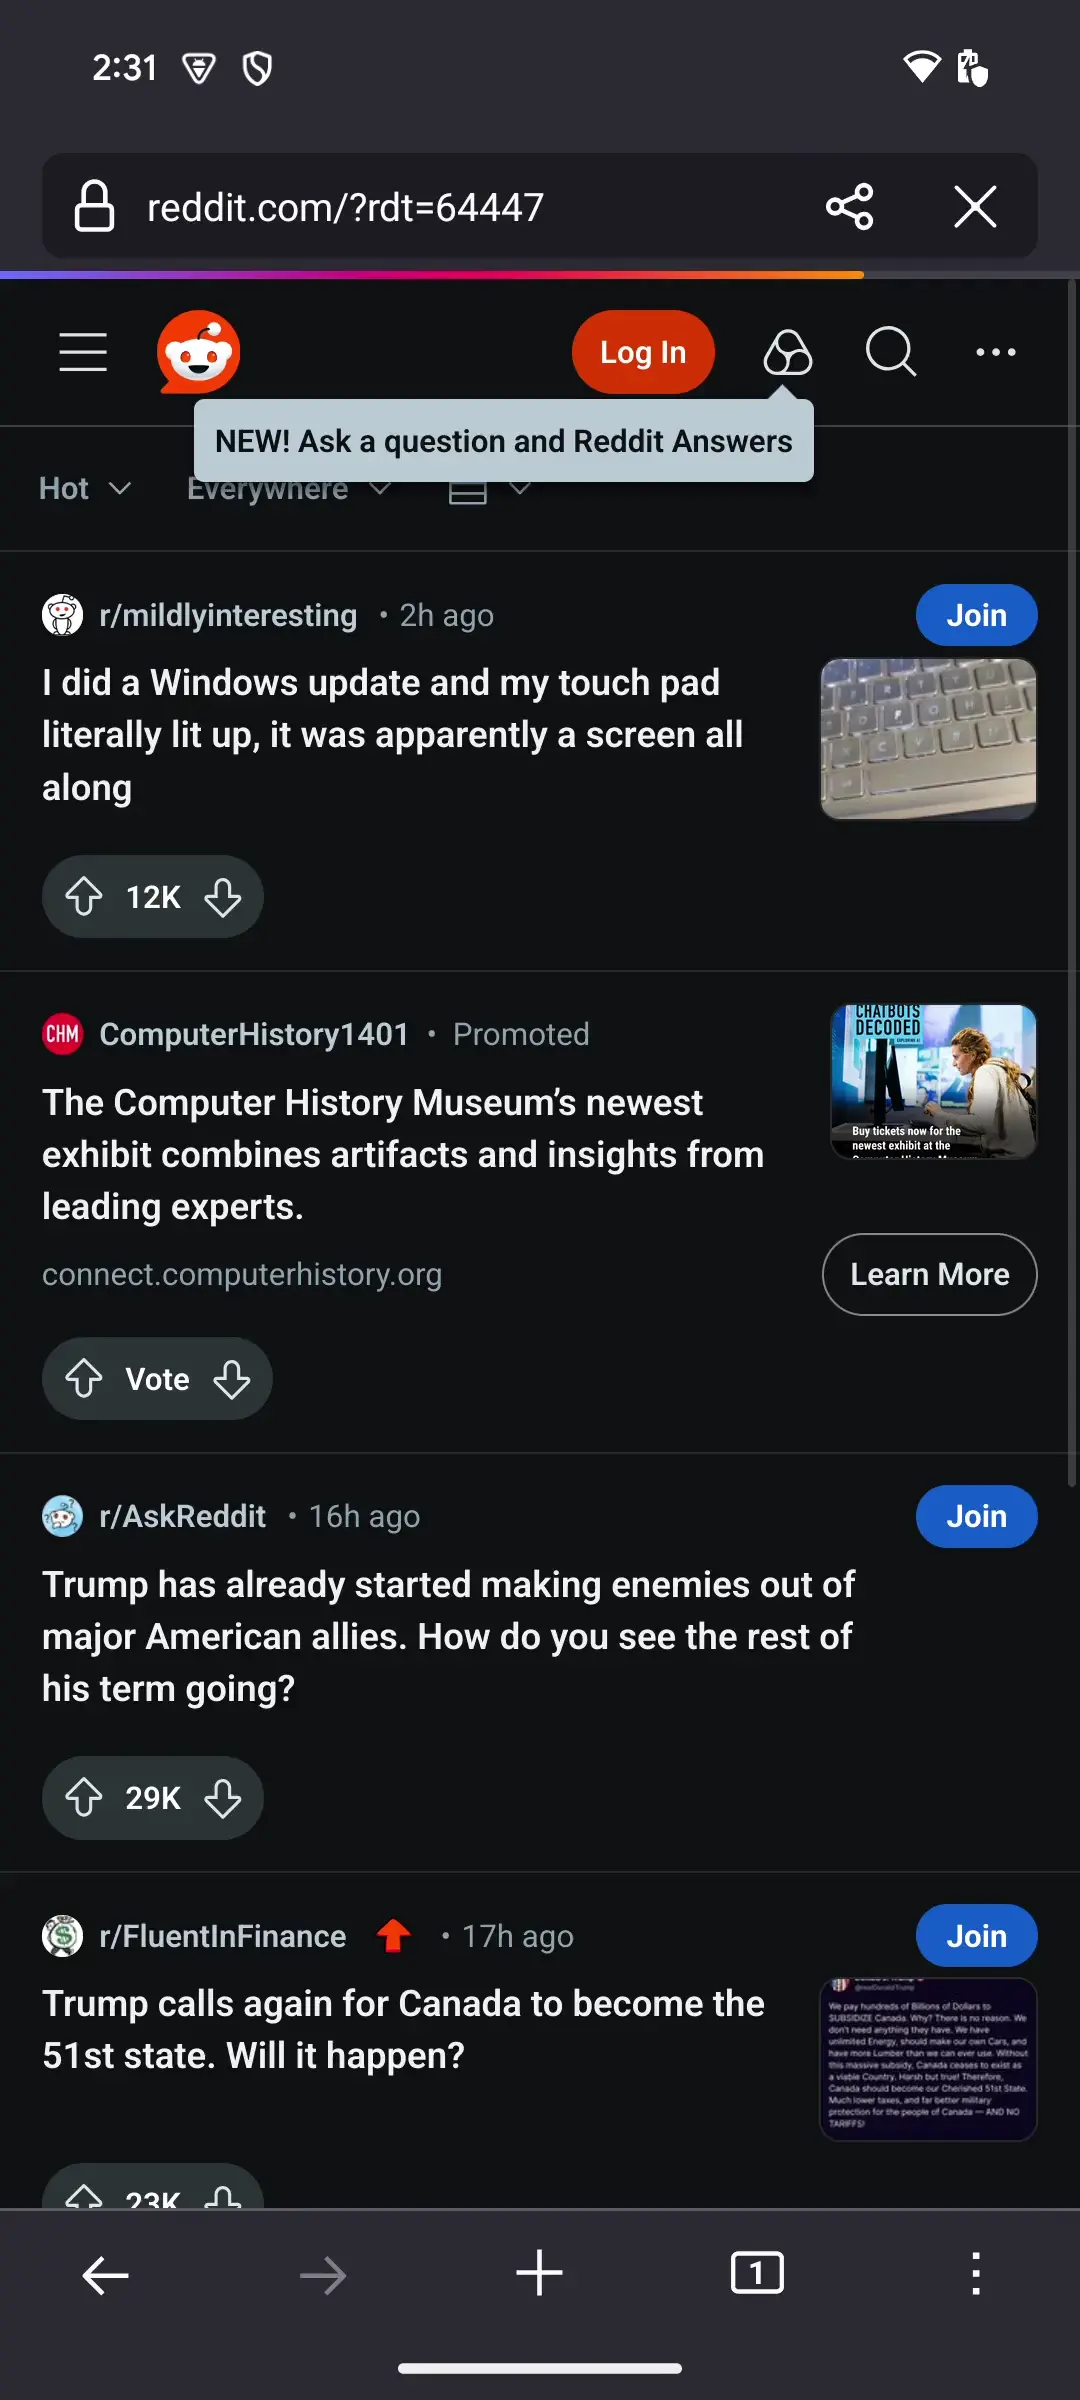 2:31
reddit.com/?rdt=64447
Log In
NEW! Ask a question and Reddit Answers
Hot
Everywhere
r/mildlyinteresting • 2h ago
Join
I did a Windows update and my touch pad
literally lit up, it was apparently a screen all
along
12K
CHM ComputerHistory1401 • Promoted
CHATBOTS
DECODED
Buy tickets now for the
newest exhibit at the
The Computer History Museum’s newest
exhibit combines artifacts and insights from
leading experts.
connect.computerhistory.org
Learn More
Vote
r/AskReddit • 16h ago
Join
Trump has already started making enemies out of
major American allies. How do you see the rest of
his term going?
29K
r/FluentInFinance • 17h ago
Join
Trump calls again for Canada to become the
51st state. Will it happen?
@realDonaldTrump
We pay hundreds of Billions of Dollars to
SUBSIDIZE Canada. Why? There is no reason. We
don't need anything they have. We have
unlimited Energy, should make our own Cars, and
have more Lumber than we can ever use. Without
this massive subsidy, Canada ceases to exist as
a viable Country. Harsh but true! Therefore,
Canada should become our Cherished 51st State.
Much lower taxes, and far better military
protection for the people of Canada — AND NO
TARIFFS!
23K
1